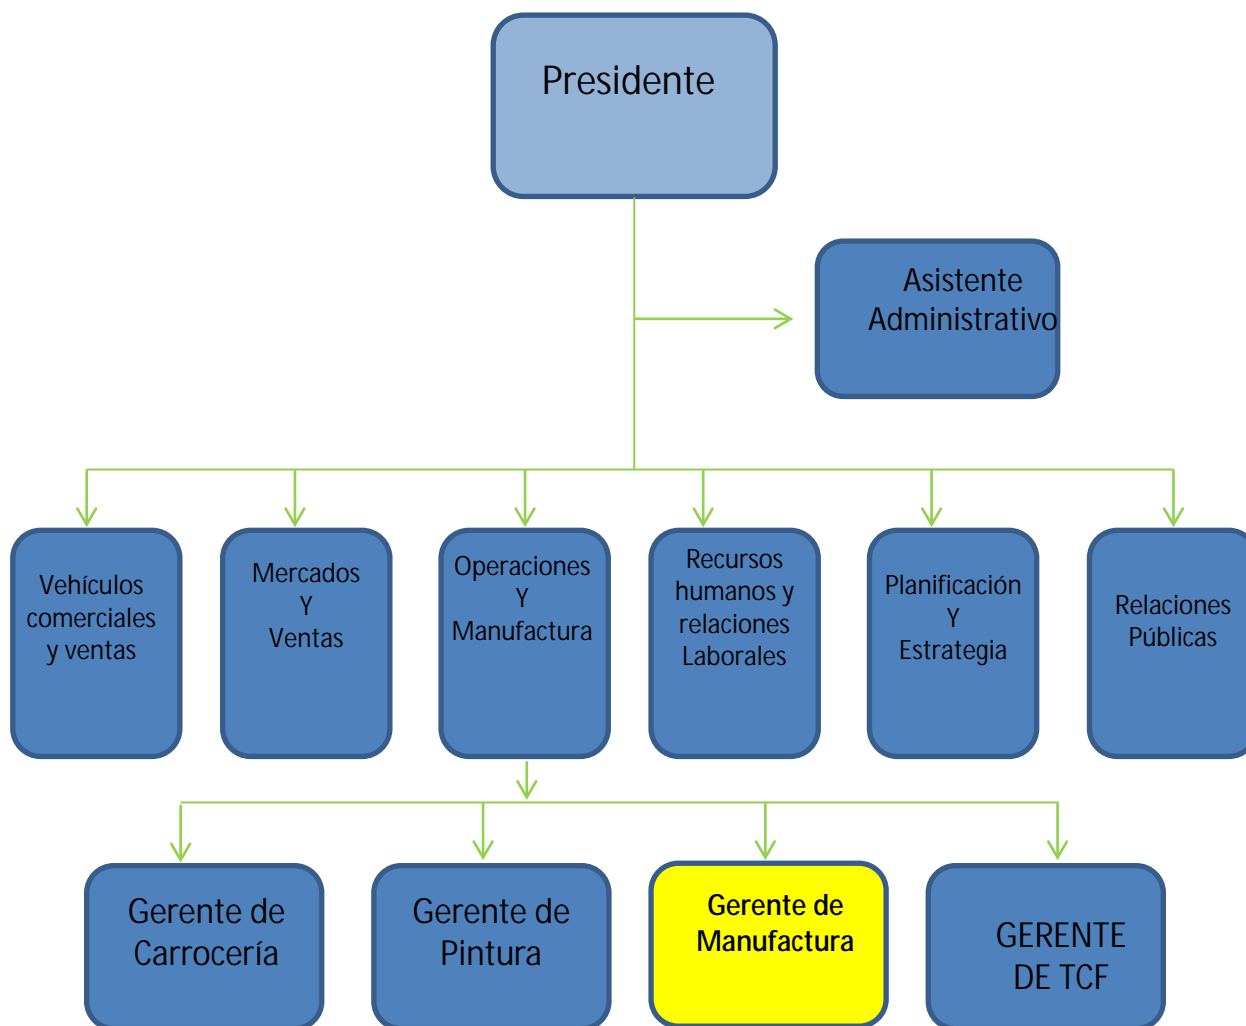 Presidente
Asistente
Administrativo
Vehículos
comerciales
y ventas
Mercados
Y
Ventas
Operaciones
Y
Manufactura
Recursos
humanos y
relaciones
Laborales
Planificación
Y
Estrategia
Relaciones
Públicas
Gerente de
Carrocería
Gerente de
Pintura
Gerente de
Manufactura
GERENTE
DE TCF